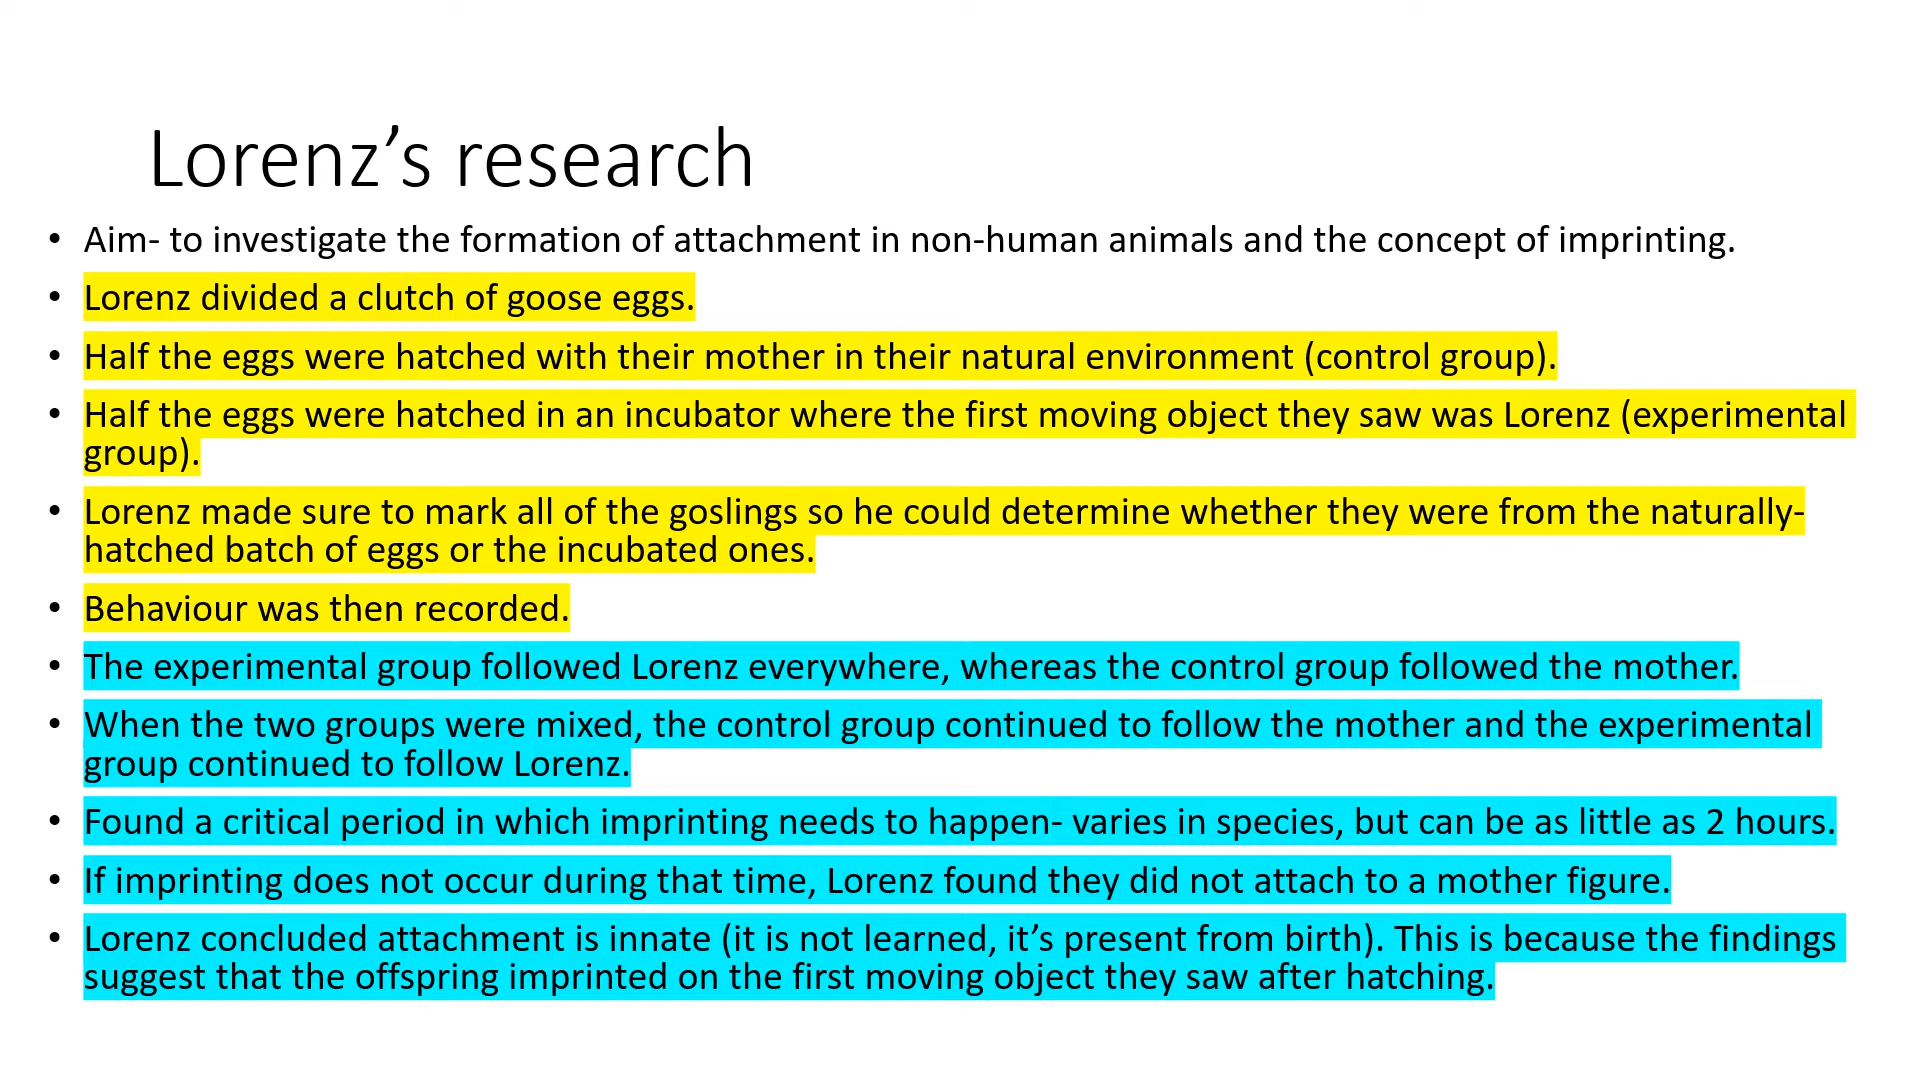 Lorenz’s research
• Aim- to investigate the formation of attachment in non-human animals and the concept of imprinting.
• Lorenz divided a clutch of goose eggs.
• Half the eggs were hatched with their mother in their natural environment (control group).
• Half the eggs were hatched in an incubator where the first moving object they saw was Lorenz (experimental
group).
• Lorenz made sure to mark all of the goslings so he could determine whether they were from the naturally-
hatched batch of eggs or the incubated ones.
• Behaviour was then recorded.
• The experimental group followed Lorenz everywhere, whereas the control group followed the mother.
• When the two groups were mixed, the control group continued to follow the mother and the experimental
group continued to follow Lorenz.
• Found a critical period in which imprinting needs to happen- varies in species, but can be as little as 2 hours.
• If imprinting does not occur during that time, Lorenz found they did not attach to a mother figure.
• Lorenz concluded attachment is innate (it is not learned, it’s present from birth). This is because the findings
suggest that the offspring imprinted on the first moving object they saw after hatching.